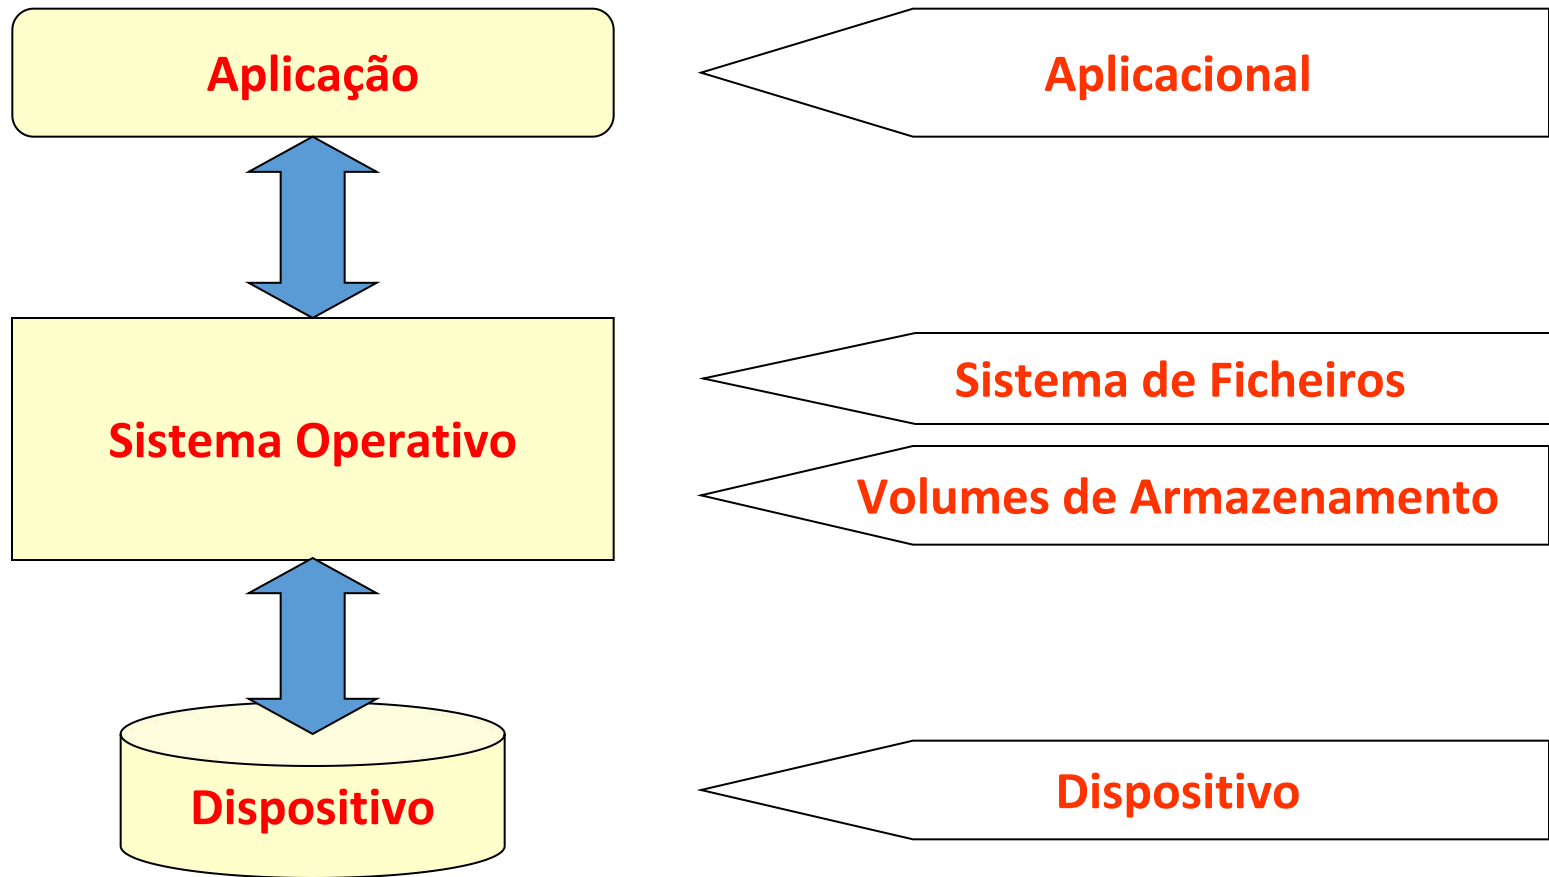 Aplicação
Aplicacional
Sistema Operativo
Sistema de Ficheiros
Volumes de Armazenamento
Dispositivo
Dispositivo